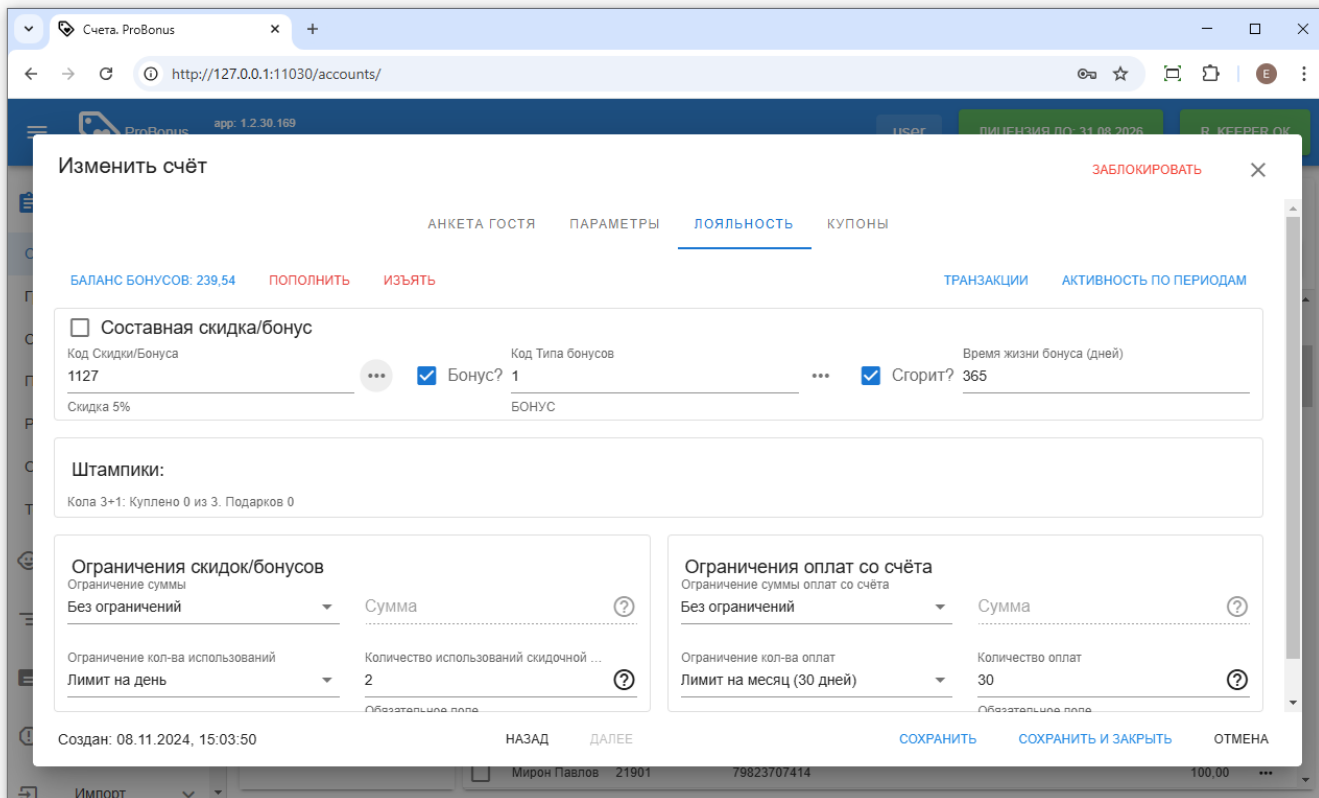 Счета. ProBonus
http://127.0.0.1:11030/accounts/
E
ProBonus app: 1.2.30.169 user ЛИЦЕНЗИЯ ДО: 31.08.2026 R_KEEPER OK
Изменить счёт ЗАБЛОКИРОВАТЬ
АНКЕТА ГОСТЯ ПАРАМЕТРЫ ЛОЯЛЬНОСТЬ КУПОНЫ
БАЛАНС БОНУСОВ: 239,54 ПОПОЛНИТЬ ИЗЪЯТЬ ТРАНЗАКЦИИ АКТИВНОСТЬ ПО ПЕРИОДАМ
Составная скидка/бонус
Код Скидки/Бонуса Код Типа бонусов Время жизни бонуса (дней)
1127 Бонус? 1 Сгорит? 365
Скидка 5% БОНУС
Штампики:
Кола 3+1: Куплено 0 из 3. Подарков 0
Ограничения скидок/бонусов Ограничения оплат со счёта
Ограничение суммы Ограничение суммы оплат со счёта
Без ограничений Сумма Без ограничений Сумма
Ограничение кол-ва использований Количество использований скидочной ... Ограничение кол-ва оплат Количество оплат
Лимит на день 2 Лимит на месяц (30 дней) 30
Обязательное поле Обязательное поле
Создан: 08.11.2024, 15:03:50 НАЗАД ДАЛЕЕ СОХРАНИТЬ СОХРАНИТЬ И ЗАКРЫТЬ ОТМЕНА
Мирон Павлов 21901 79823707414 100,00
Импорт